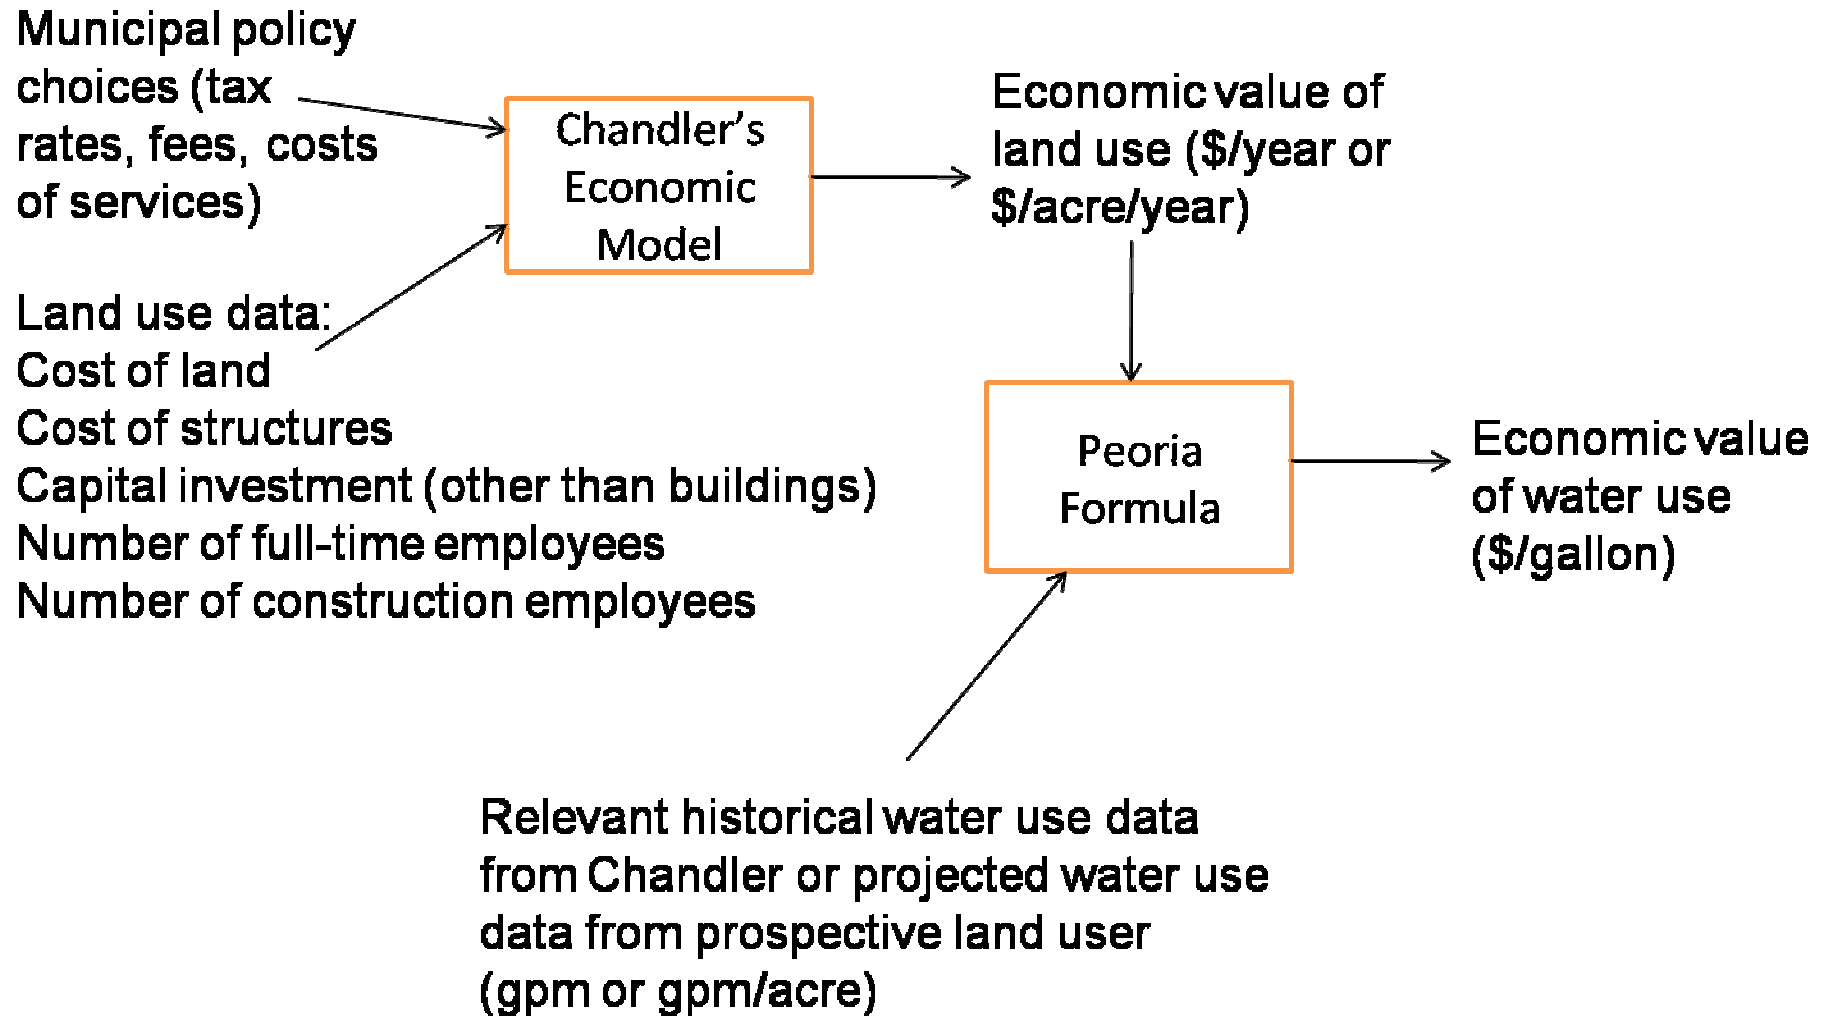 Municipal policy
choices (tax
rates, fees, costs
of services)
Chandler's
Economic
Model
Economic value of
land use ($/year or
$/acre/year)
Land use data:
Cost of land
Cost of structures
Capital investment (other than buildings)
Number of full-time employees
Number of construction employees
Peoria
Formula
Economic value
of water use
($/gallon)
Relevant historical water use data
from Chandler or projected water use
data from prospective land user
(gpm or gpm/acre)